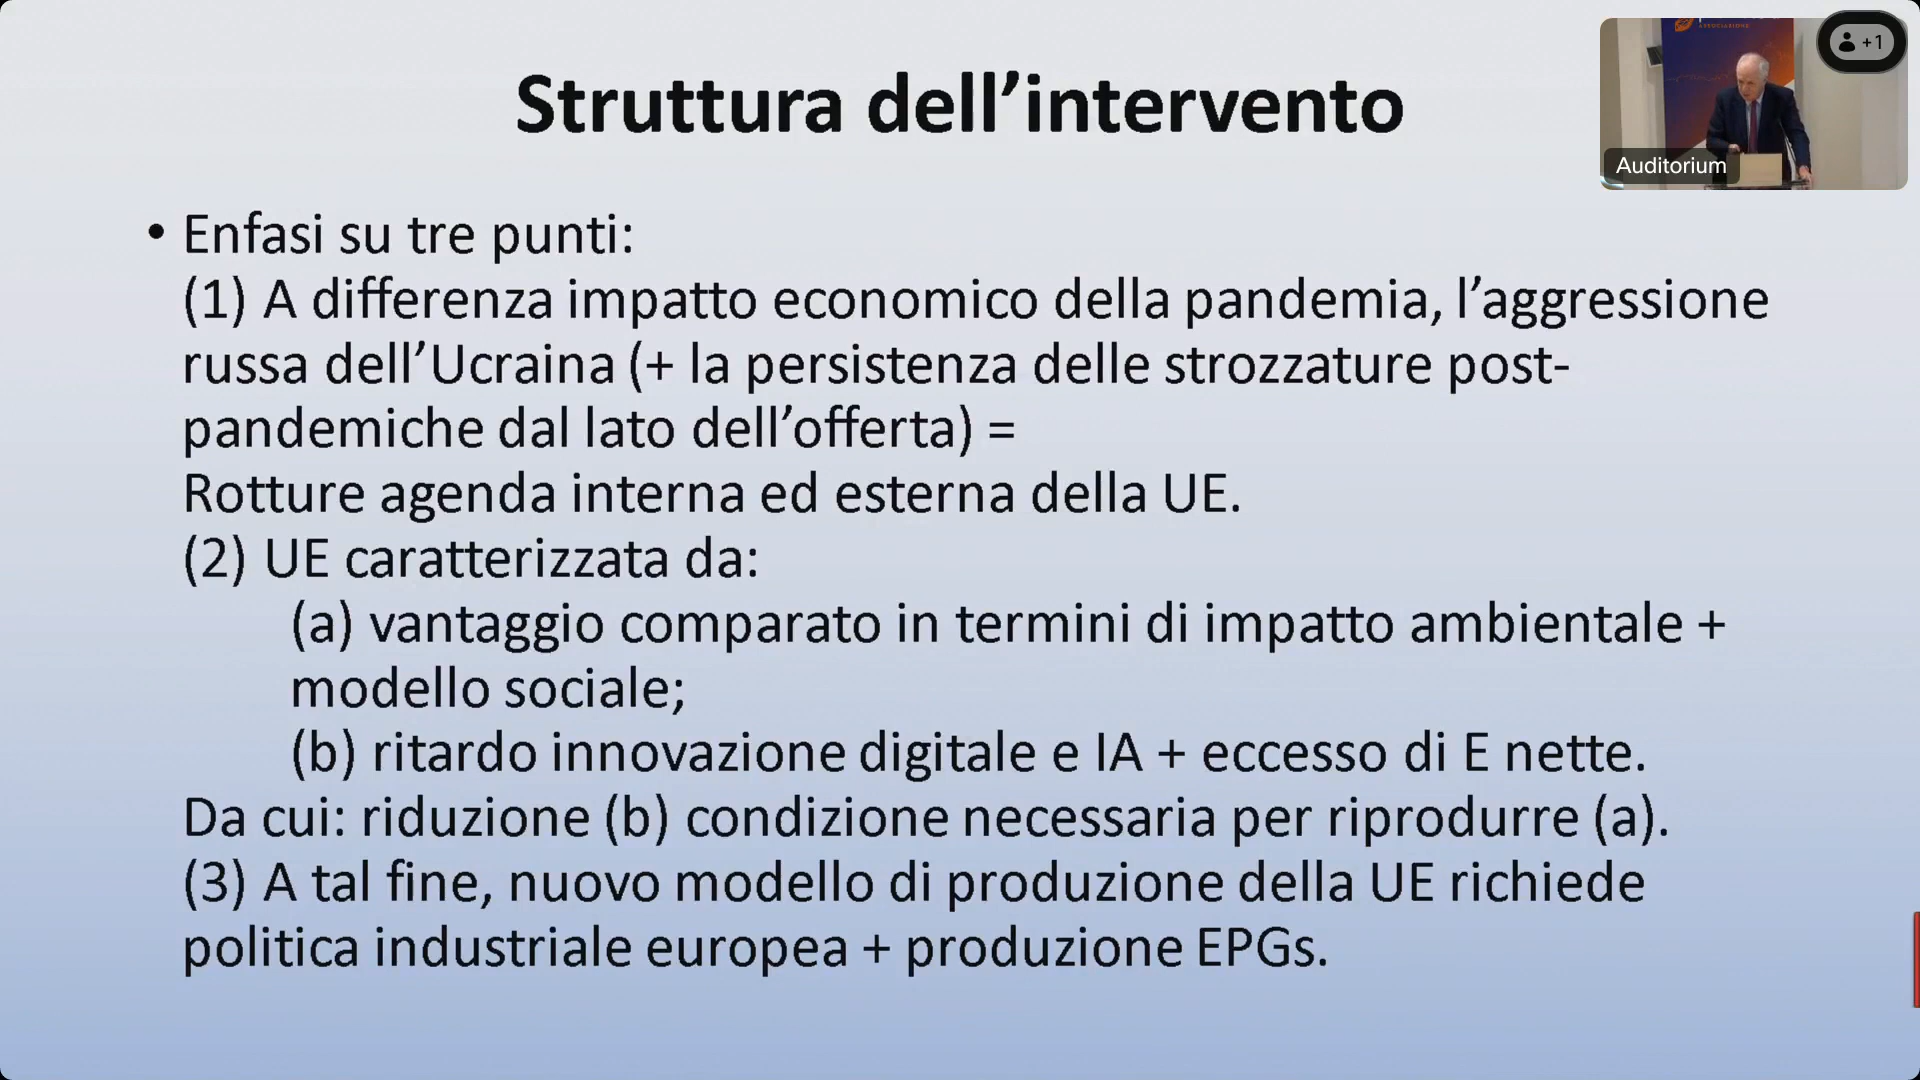 Struttura dell’intervento
• Enfasi su tre punti:
(1) A differenza impatto economico della pandemia, l’aggressione
russa dell’Ucraina (+ la persistenza delle strozzature post-
pandemiche dal lato dell’offerta) =
Rotture agenda interna ed esterna della UE.
(2) UE caratterizzata da:
(a) vantaggio comparato in termini di impatto ambientale +
modello sociale;
(b) ritardo innovazione digitale e IA + eccesso di E nette.
Da cui: riduzione (b) condizione necessaria per riprodurre (a).
(3) A tal fine, nuovo modello di produzione della UE richiede
politica industriale europea + produzione EPGs.
ASSOCIAZIONE
+1
Auditorium